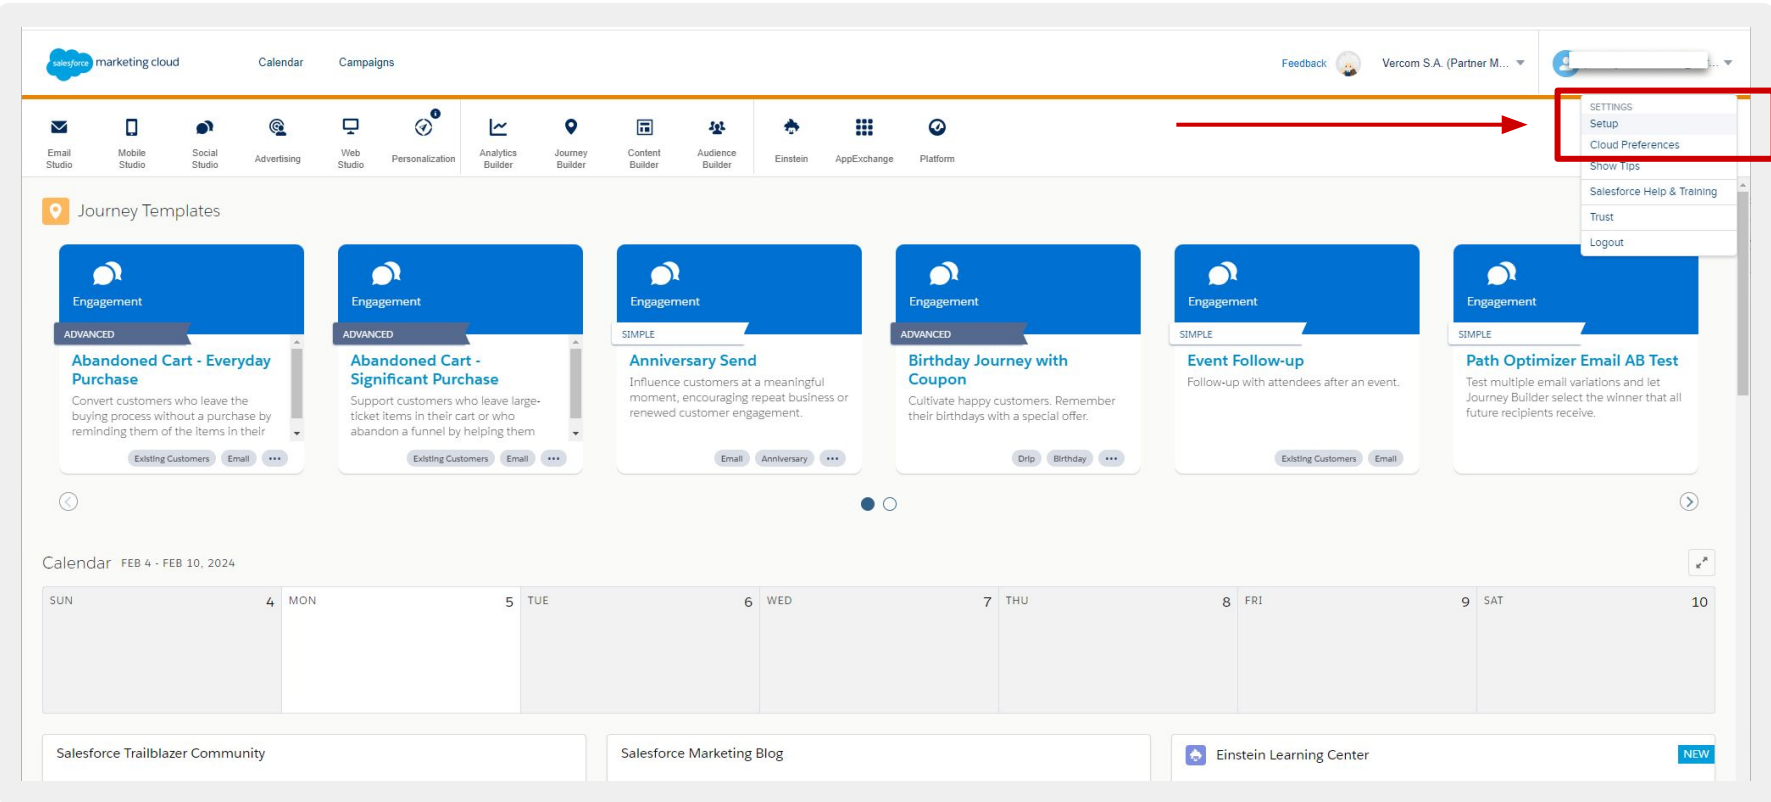 salesforce marketing cloud
Calendar
Campaigns
Feedback
Vercom S.A. (Partner M...
SETTINGS
Setup
Cloud Preferences
Show Tips
Salesforce Help & Training
Trust
Logout
Email
Studio
Mobile
Studio
Social
Studio
Advertising
Web
Studio
Personalization
Analytics
Builder
Journey
Builder
Content
Builder
Audience
Builder
Einstein
AppExchange
Platform
Journey Templates
Engagement
ADVANCED
Abandoned Cart - Everyday
Purchase
Convert customers who leave the
buying process without a purchase by
reminding them of the items in their
Existing Customers
Email
•••
Engagement
ADVANCED
Abandoned Cart -
Significant Purchase
Support customers who leave large-
ticket items in their cart or who
abandon a funnel by helping them
Existing Customers
Email
•••
Engagement
SIMPLE
Anniversary Send
Influence customers at a meaningful
moment, encouraging repeat business or
renewed customer engagement.
Email
Anniversary
•••
Engagement
ADVANCED
Birthday Journey with
Coupon
Cultivate happy customers. Remember
their birthdays with a special offer.
Drip
Birthday
•••
Engagement
SIMPLE
Event Follow-up
Follow-up with attendees after an event.
Existing Customers
Email
Engagement
SIMPLE
Path Optimizer Email AB Test
Test multiple email variations and let
Journey Builder select the winner that all
future recipients receive.
Calendar FEB 4 - FEB 10, 2024
SUN 4
MON 5
TUE 6
WED 7
THU 8
FRI 9
SAT 10
Salesforce Trailblazer Community
Salesforce Marketing Blog
Einstein Learning Center
NEW